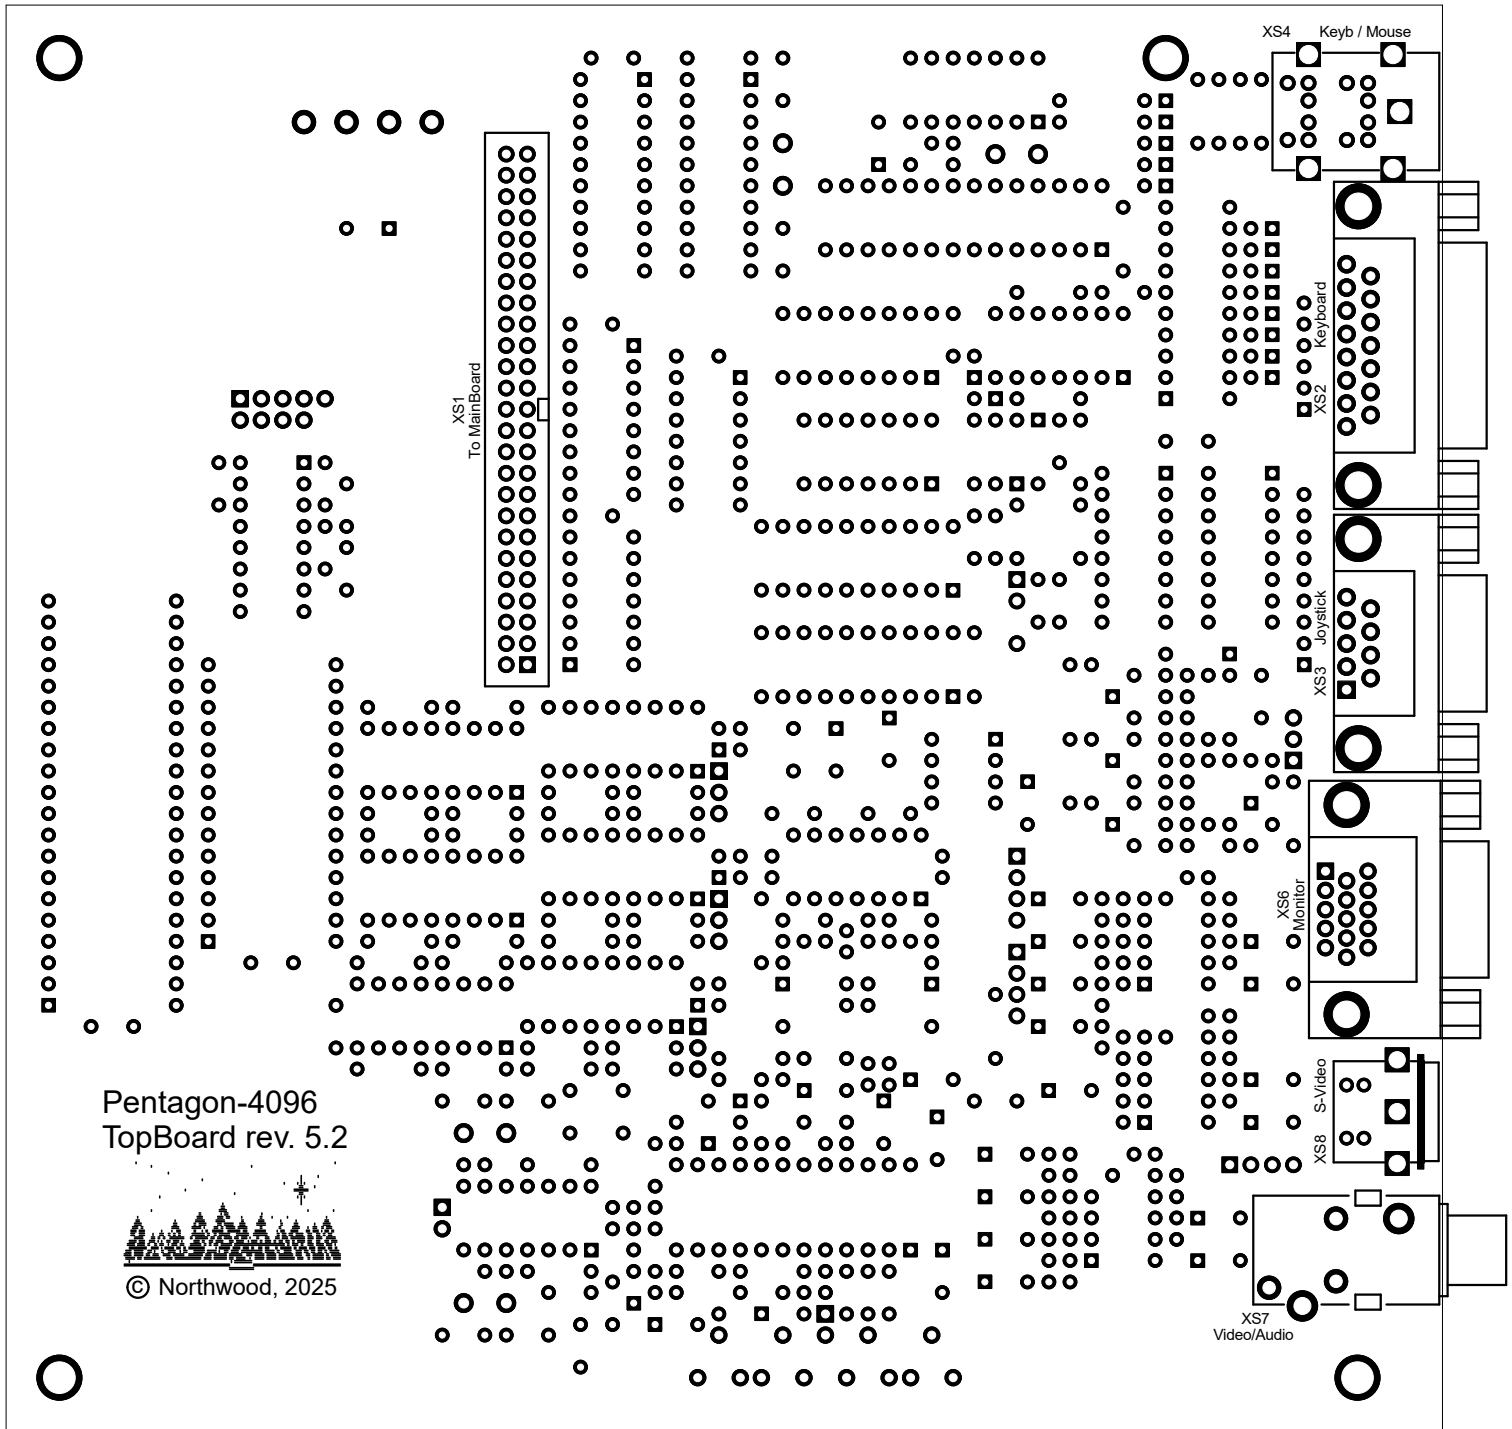 XS4 Keyb / Mouse
XS1
To MainBoard
XS2 Keyboard
XS3 Joystick
XS6
Monitor
XS8 S-Video
XS7
Video/Audio
Pentagon-4096
TopBoard rev. 5.2
© Northwood, 2025